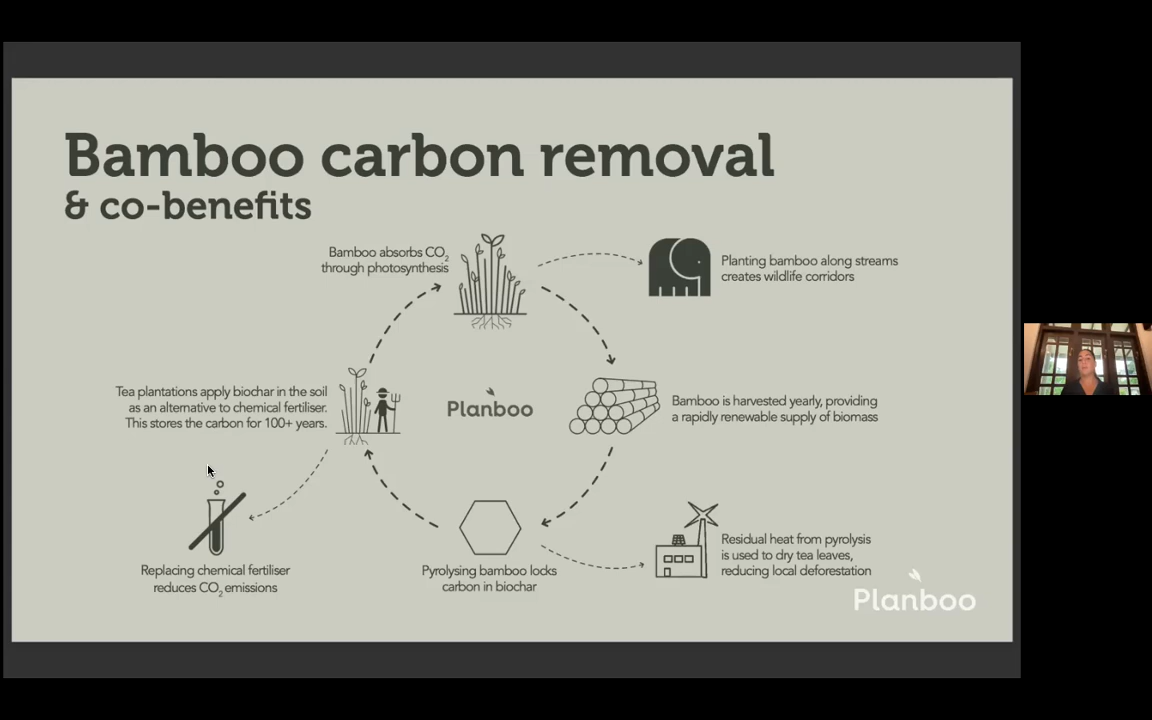 Bamboo carbon removal
& co-benefits
Bamboo absorbs CO₂
through photosynthesis
Planting bamboo along streams
creates wildlife corridors
Tea plantations apply biochar in the soil
as an alternative to chemical fertiliser.
This stores the carbon for 100+ years.
Planboo
Bamboo is harvested yearly, providing
a rapidly renewable supply of biomass
Replacing chemical fertiliser
reduces CO₂ emissions
Pyrolysing bamboo locks
carbon in biochar
Residual heat from pyrolysis
is used to dry tea leaves,
reducing local deforestation
Planboo